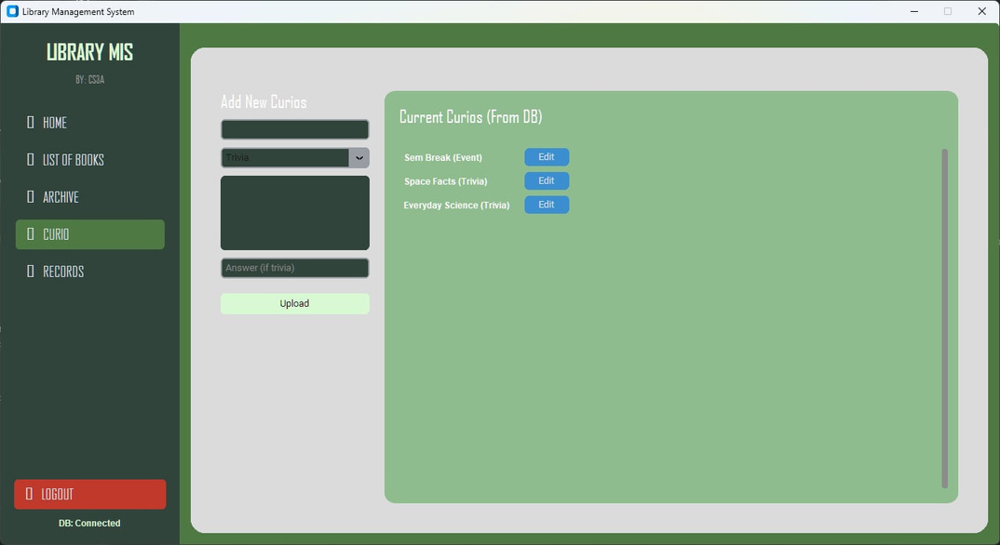 Library Management System
LIBRARY MIS
BY: CS3A
HOME
LIST OF BOOKS
ARCHIVE
CURIO
RECORDS
LOGOUT
DB: Connected
Add New Curios
Trivia
Answer (if trivia)
Upload
Current Curios (From DB)
Sem Break (Event) Edit
Space Facts (Trivia) Edit
Everyday Science (Trivia) Edit